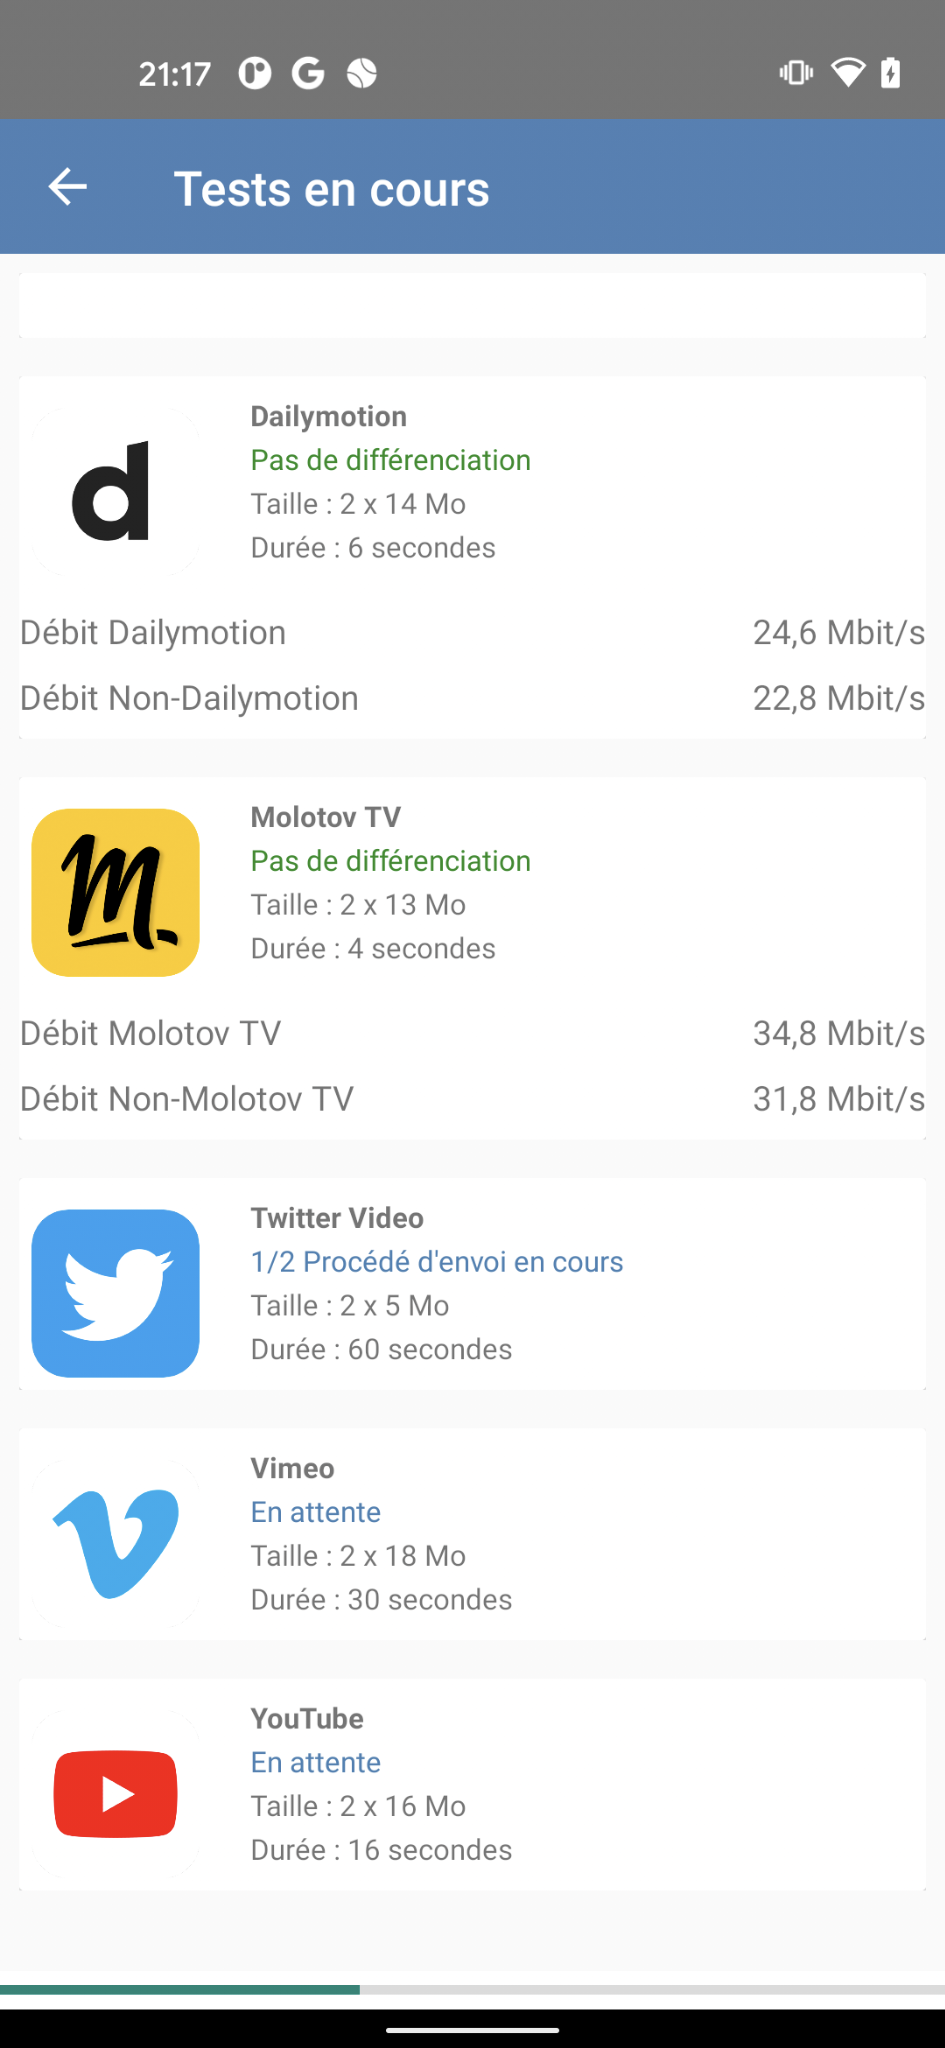 21:17
Tests en cours
Dailymotion
Pas de différenciation
Taille : 2 x 14 Mo
Durée : 6 secondes
Débit Dailymotion 24,6 Mbit/s
Débit Non-Dailymotion 22,8 Mbit/s
Molotov TV
Pas de différenciation
Taille : 2 x 13 Mo
Durée : 4 secondes
Débit Molotov TV 34,8 Mbit/s
Débit Non-Molotov TV 31,8 Mbit/s
Twitter Video
1/2 Procédé d'envoi en cours
Taille : 2 x 5 Mo
Durée : 60 secondes
Vimeo
En attente
Taille : 2 x 18 Mo
Durée : 30 secondes
YouTube
En attente
Taille : 2 x 16 Mo
Durée : 16 secondes